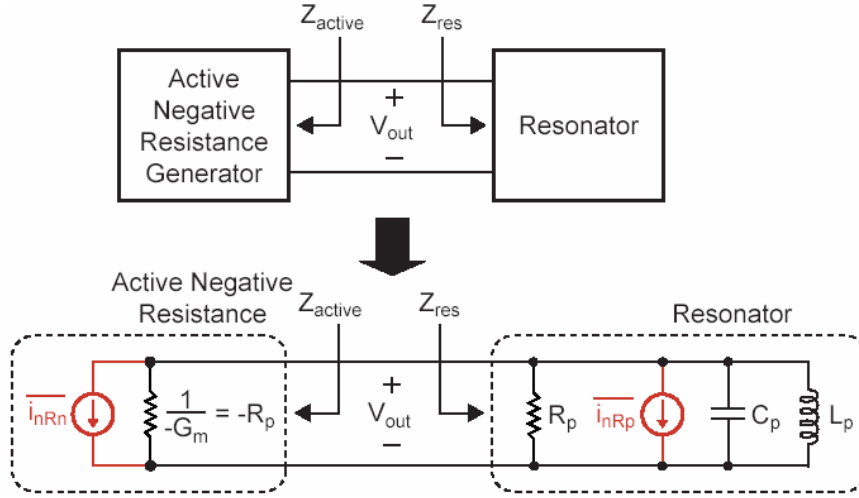 Z_active
Z_res
Active
Negative
Resistance
Generator
+
V_out
−
Resonator
Active Negative
Resistance
Z_active
Z_res
Resonator
i_nRn
1/-G_m = -R_p
+
V_out
−
R_p
i_nRp
C_p
L_p